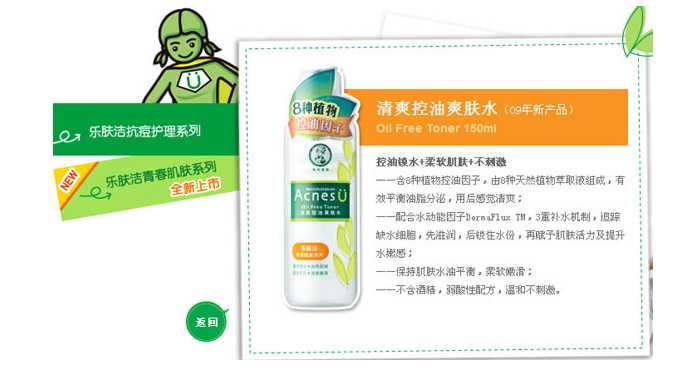 Ü
乐肤洁抗痘护理系列
NEW
乐肤洁青春肌肤系列
全新上市
返回
8种植物
控油因子
AcnesÜ
Oil Free Toner
清爽控油爽肤水
清爽控油爽肤水（09年新产品）
Oil Free Toner 150ml
控油镁水+柔软肌肤+不刺激
——含8种植物控油因子，由8种天然植物萃取液组成，有
效平衡油脂分泌，用后感觉清爽；
——配合水动能因子DermaFlux TM，3重补水机制，追踪
缺水细胞，先滋润，后锁住水份，再赋予肌肤活力及提升
水嫩感；
——保持肌肤水油平衡，柔软嫩滑；
——不含酒精，弱酸性配方，温和不刺激。